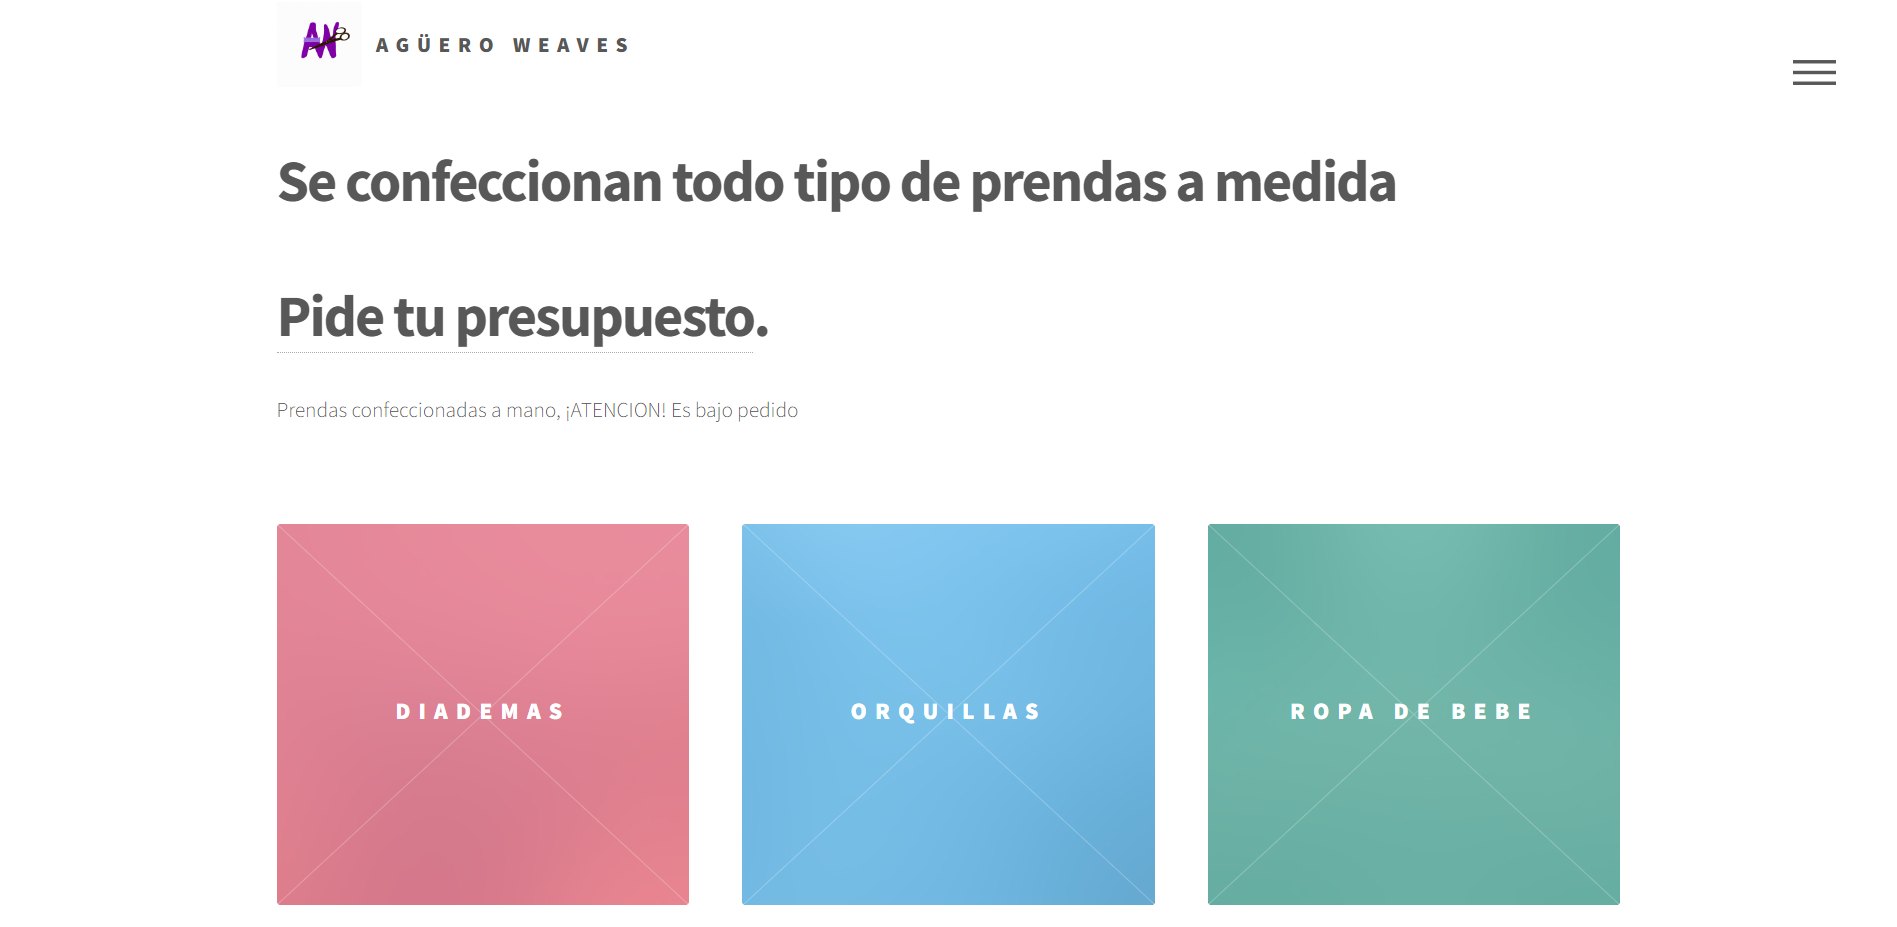 AW
AGÜERO WEAVES
Se confeccionan todo tipo de prendas a medida
Pide tu presupuesto.
Prendas confeccionadas a mano, ¡ATENCION! Es bajo pedido
DIADEMAS
ORQUILLAS
ROPA DE BEBE